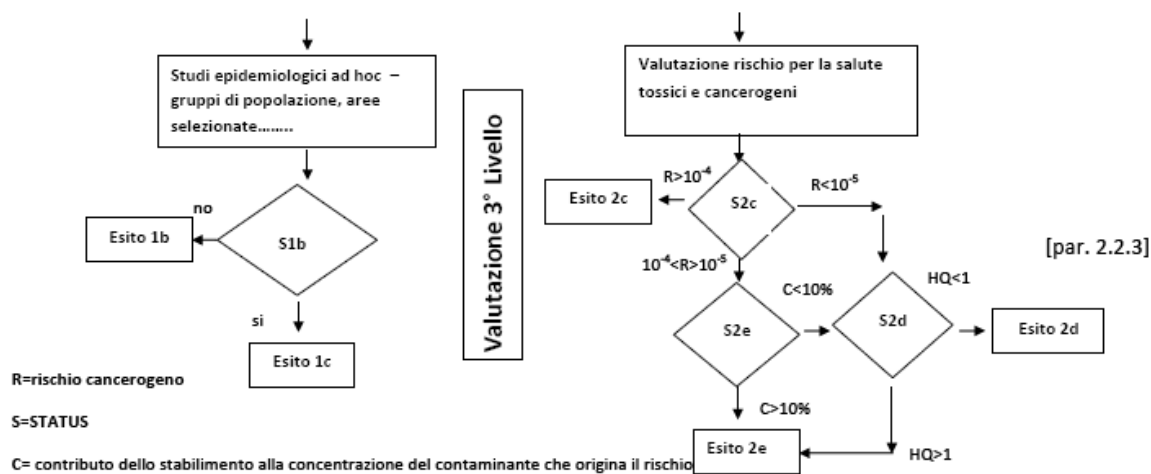 Studi epidemiologici ad hoc –
gruppi di popolazione, aree
selezionate........
S1b
no
Esito 1b
si
Esito 1c
Valutazione 3° Livello
Valutazione rischio per la salute
tossici e cancerogeni
R>10⁻⁴
Esito 2c
S2c
R<10⁻⁵
10⁻⁴<R>10⁻⁵
S2e
C<10%
S2d
HQ<1
Esito 2d
[par. 2.2.3]
C>10%
Esito 2e
HQ>1
R=rischio cancerogeno
S=STATUS
C= contributo dello stabilimento alla concentrazione del contaminante che origina il rischio